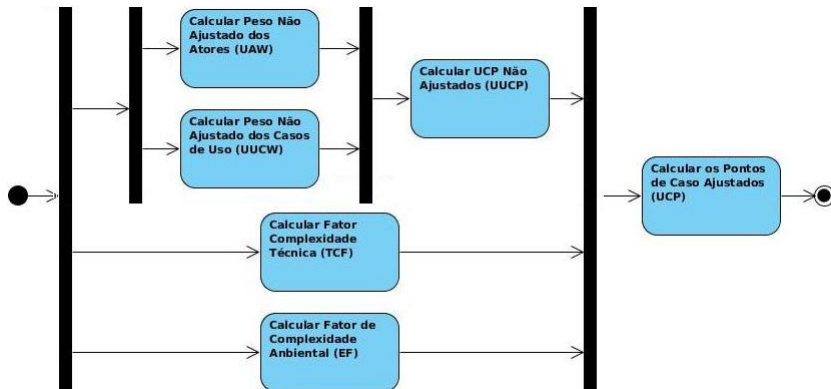 Calcular Peso Não
Ajustado dos
Atores (UAW)
Calcular Peso Não
Ajustado dos Casos
de Uso (UUCW)
Calcular UCP Não
Ajustados (UUCP)
Calcular os Pontos
de Caso Ajustados
(UCP)
Calcular Fator
Complexidade
Técnica (TCF)
Calcular Fator de
Complexidade
Anbiental (EF)